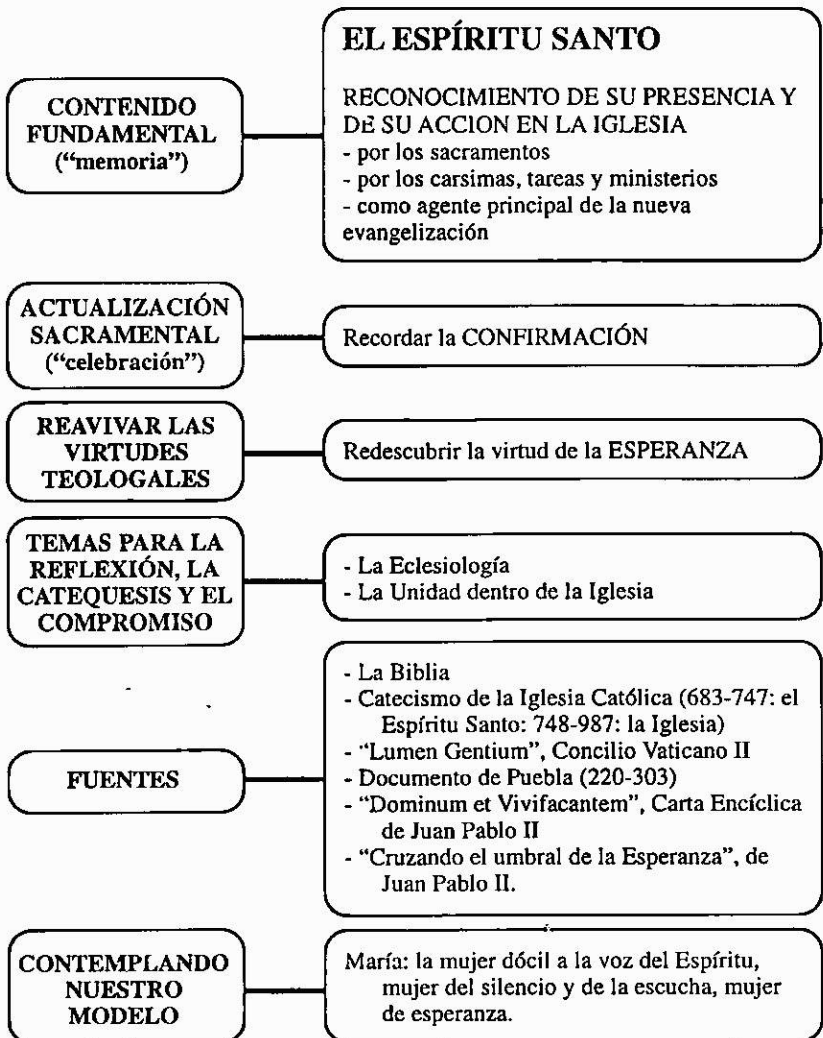 CONTENIDO
FUNDAMENTAL
(“memoria”)
EL ESPÍRITU SANTO
RECONOCIMIENTO DE SU PRESENCIA Y
DE SU ACCION EN LA IGLESIA
- por los sacramentos
- por los carsimas, tareas y ministerios
- como agente principal de la nueva
evangelización
ACTUALIZACIÓN
SACRAMENTAL
(“celebración”)
Recordar la CONFIRMACIÓN
REAVIVAR LAS
VIRTUDES
TEOLOGALES
Redescubrir la virtud de la ESPERANZA
TEMAS PARA LA
REFLEXIÓN, LA
CATEQUESIS Y EL
COMPROMISO
- La Eclesiología
- La Unidad dentro de la Iglesia
FUENTES
- La Biblia
- Catecismo de la Iglesia Católica (683-747: el
Espíritu Santo: 748-987: la Iglesia)
- “Lumen Gentium”, Concilio Vaticano II
- Documento de Puebla (220-303)
- “Dominum et Vivifacantem”, Carta Encíclica
de Juan Pablo II
- “Cruzando el umbral de la Esperanza”, de
Juan Pablo II.
CONTEMPLANDO
NUESTRO
MODELO
María: la mujer dócil a la voz del Espíritu,
mujer del silencio y de la escucha, mujer
de esperanza.